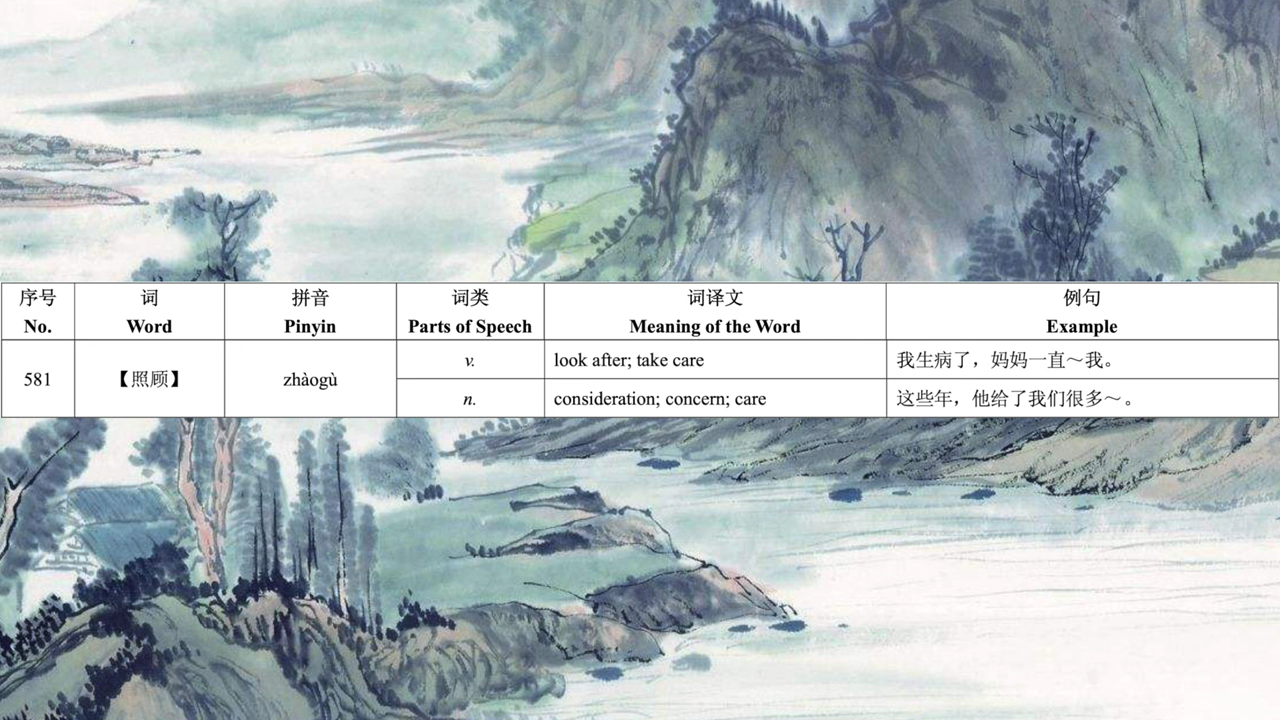 序号 词 拼音 词类 词译文 例句
No. Word Pinyin Parts of Speech Meaning of the Word Example
581 【照顾】 zhàogù v. look after; take care 我生病了，妈妈一直～我。
n. consideration; concern; care 这些年，他给了我们很多～。